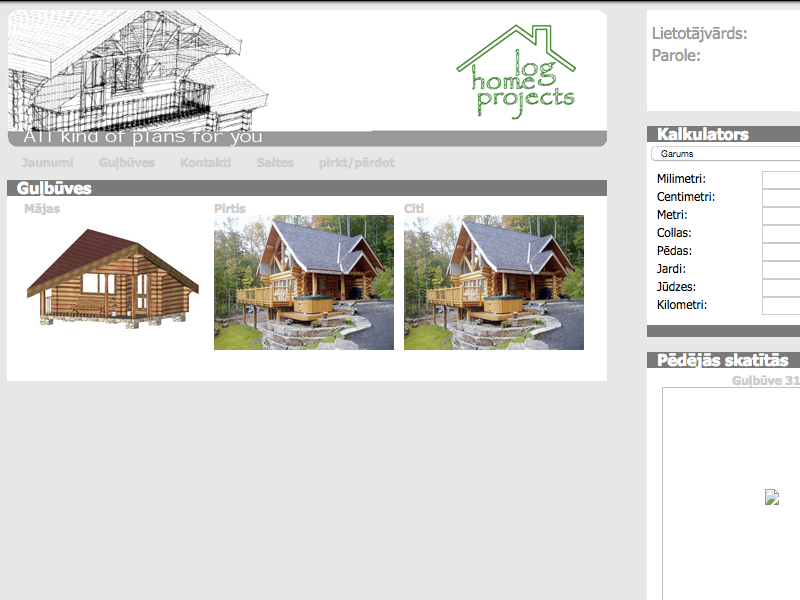 log
home
projects
All kind of plans for you
Jaunumi Guļbūves Kontakti Saites pirkt/pārdot
Guļbūves
Mājas Pirtis Citi
Lietotājvārds:
Parole:
Kalkulators
Garums
Milimetri:
Centimetri:
Metri:
Collas:
Pēdas:
Jardi:
Jūdzes:
Kilometri:
Pēdējās skatītās
Guļbūve 31